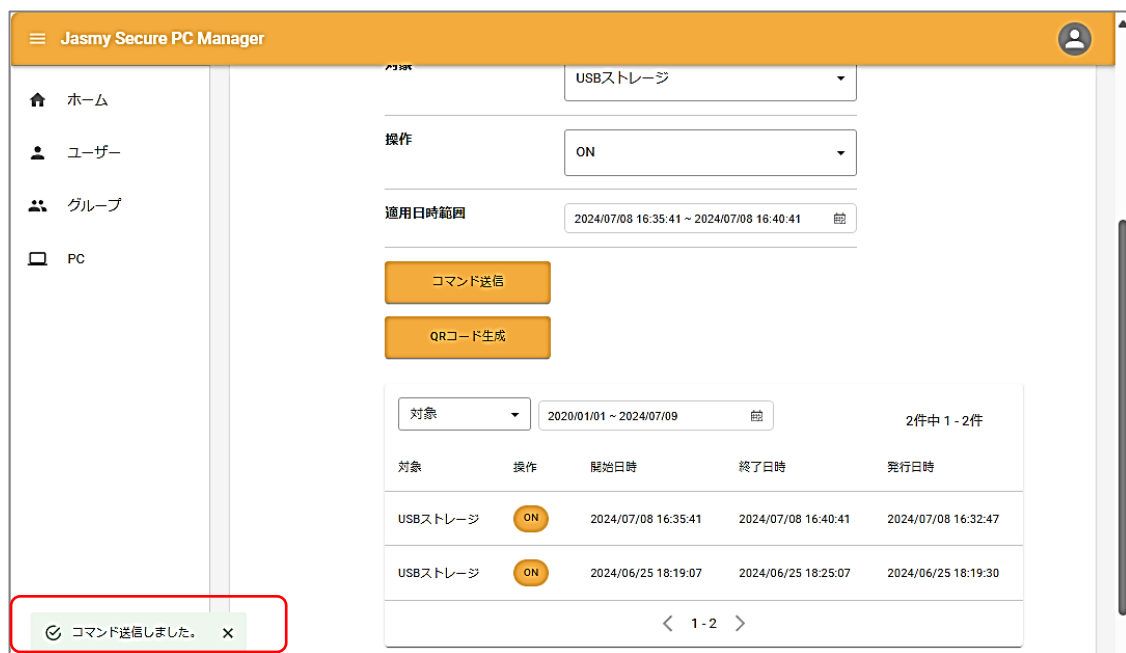 Jasmy Secure PC Manager
ホーム
ユーザー
グループ
PC
対象
USBストレージ
操作
ON
適用日時範囲
2024/07/08 16:35:41 ~ 2024/07/08 16:40:41
コマンド送信
QRコード生成
対象
2020/01/01 ~ 2024/07/09
2件中 1 - 2件
対象 操作 開始日時 終了日時 発行日時
USBストレージ ON 2024/07/08 16:35:41 2024/07/08 16:40:41 2024/07/08 16:32:47
USBストレージ ON 2024/06/25 18:19:07 2024/06/25 18:25:07 2024/06/25 18:19:30
1 - 2
コマンド送信しました。